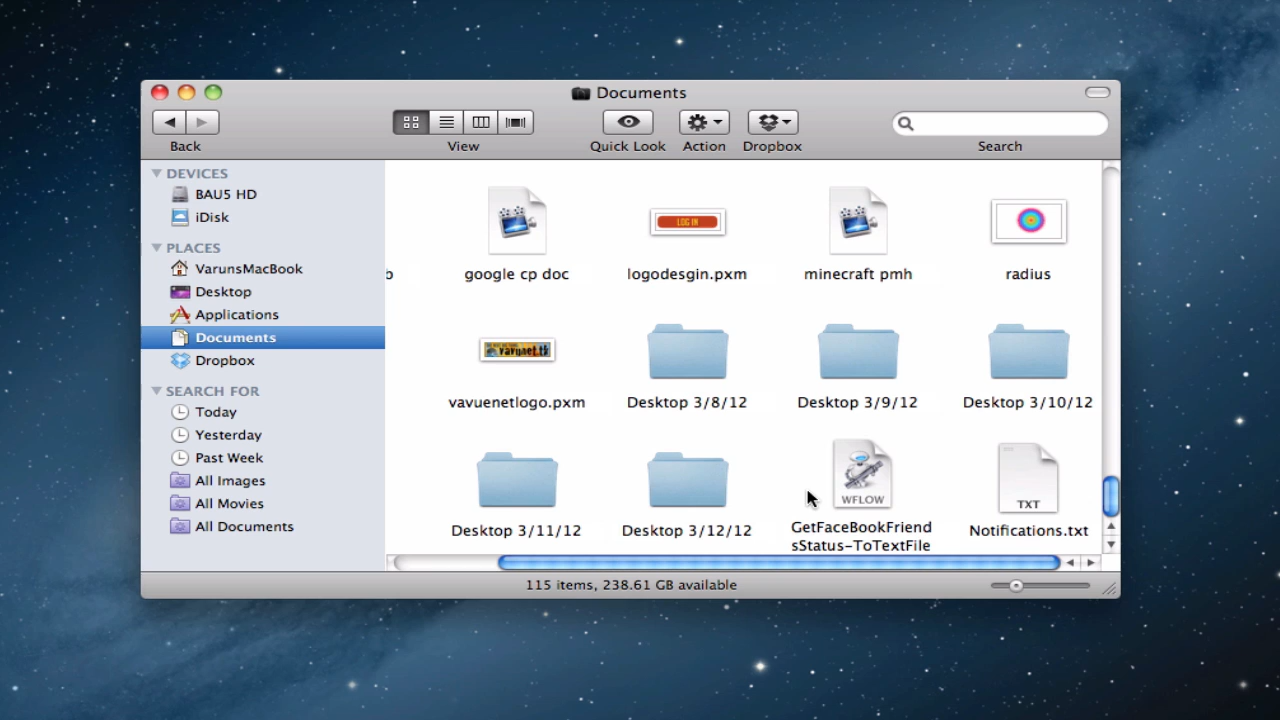 Documents
Back
View
Quick Look
Action
Dropbox
Search
DEVICES
BAU5 HD
iDisk
PLACES
VarunsMacBook
Desktop
Applications
Documents
Dropbox
SEARCH FOR
Today
Yesterday
Past Week
All Images
All Movies
All Documents
b
google cp doc
LOG IN
logodesgin.pxm
minecraft pmh
radius
vavuenetlogo.pxm
Desktop 3/8/12
Desktop 3/9/12
Desktop 3/10/12
Desktop 3/11/12
Desktop 3/12/12
WFLOW
GetFaceBookFriend
sStatus-ToTextFile
TXT
Notifications.txt
115 items, 238.61 GB available